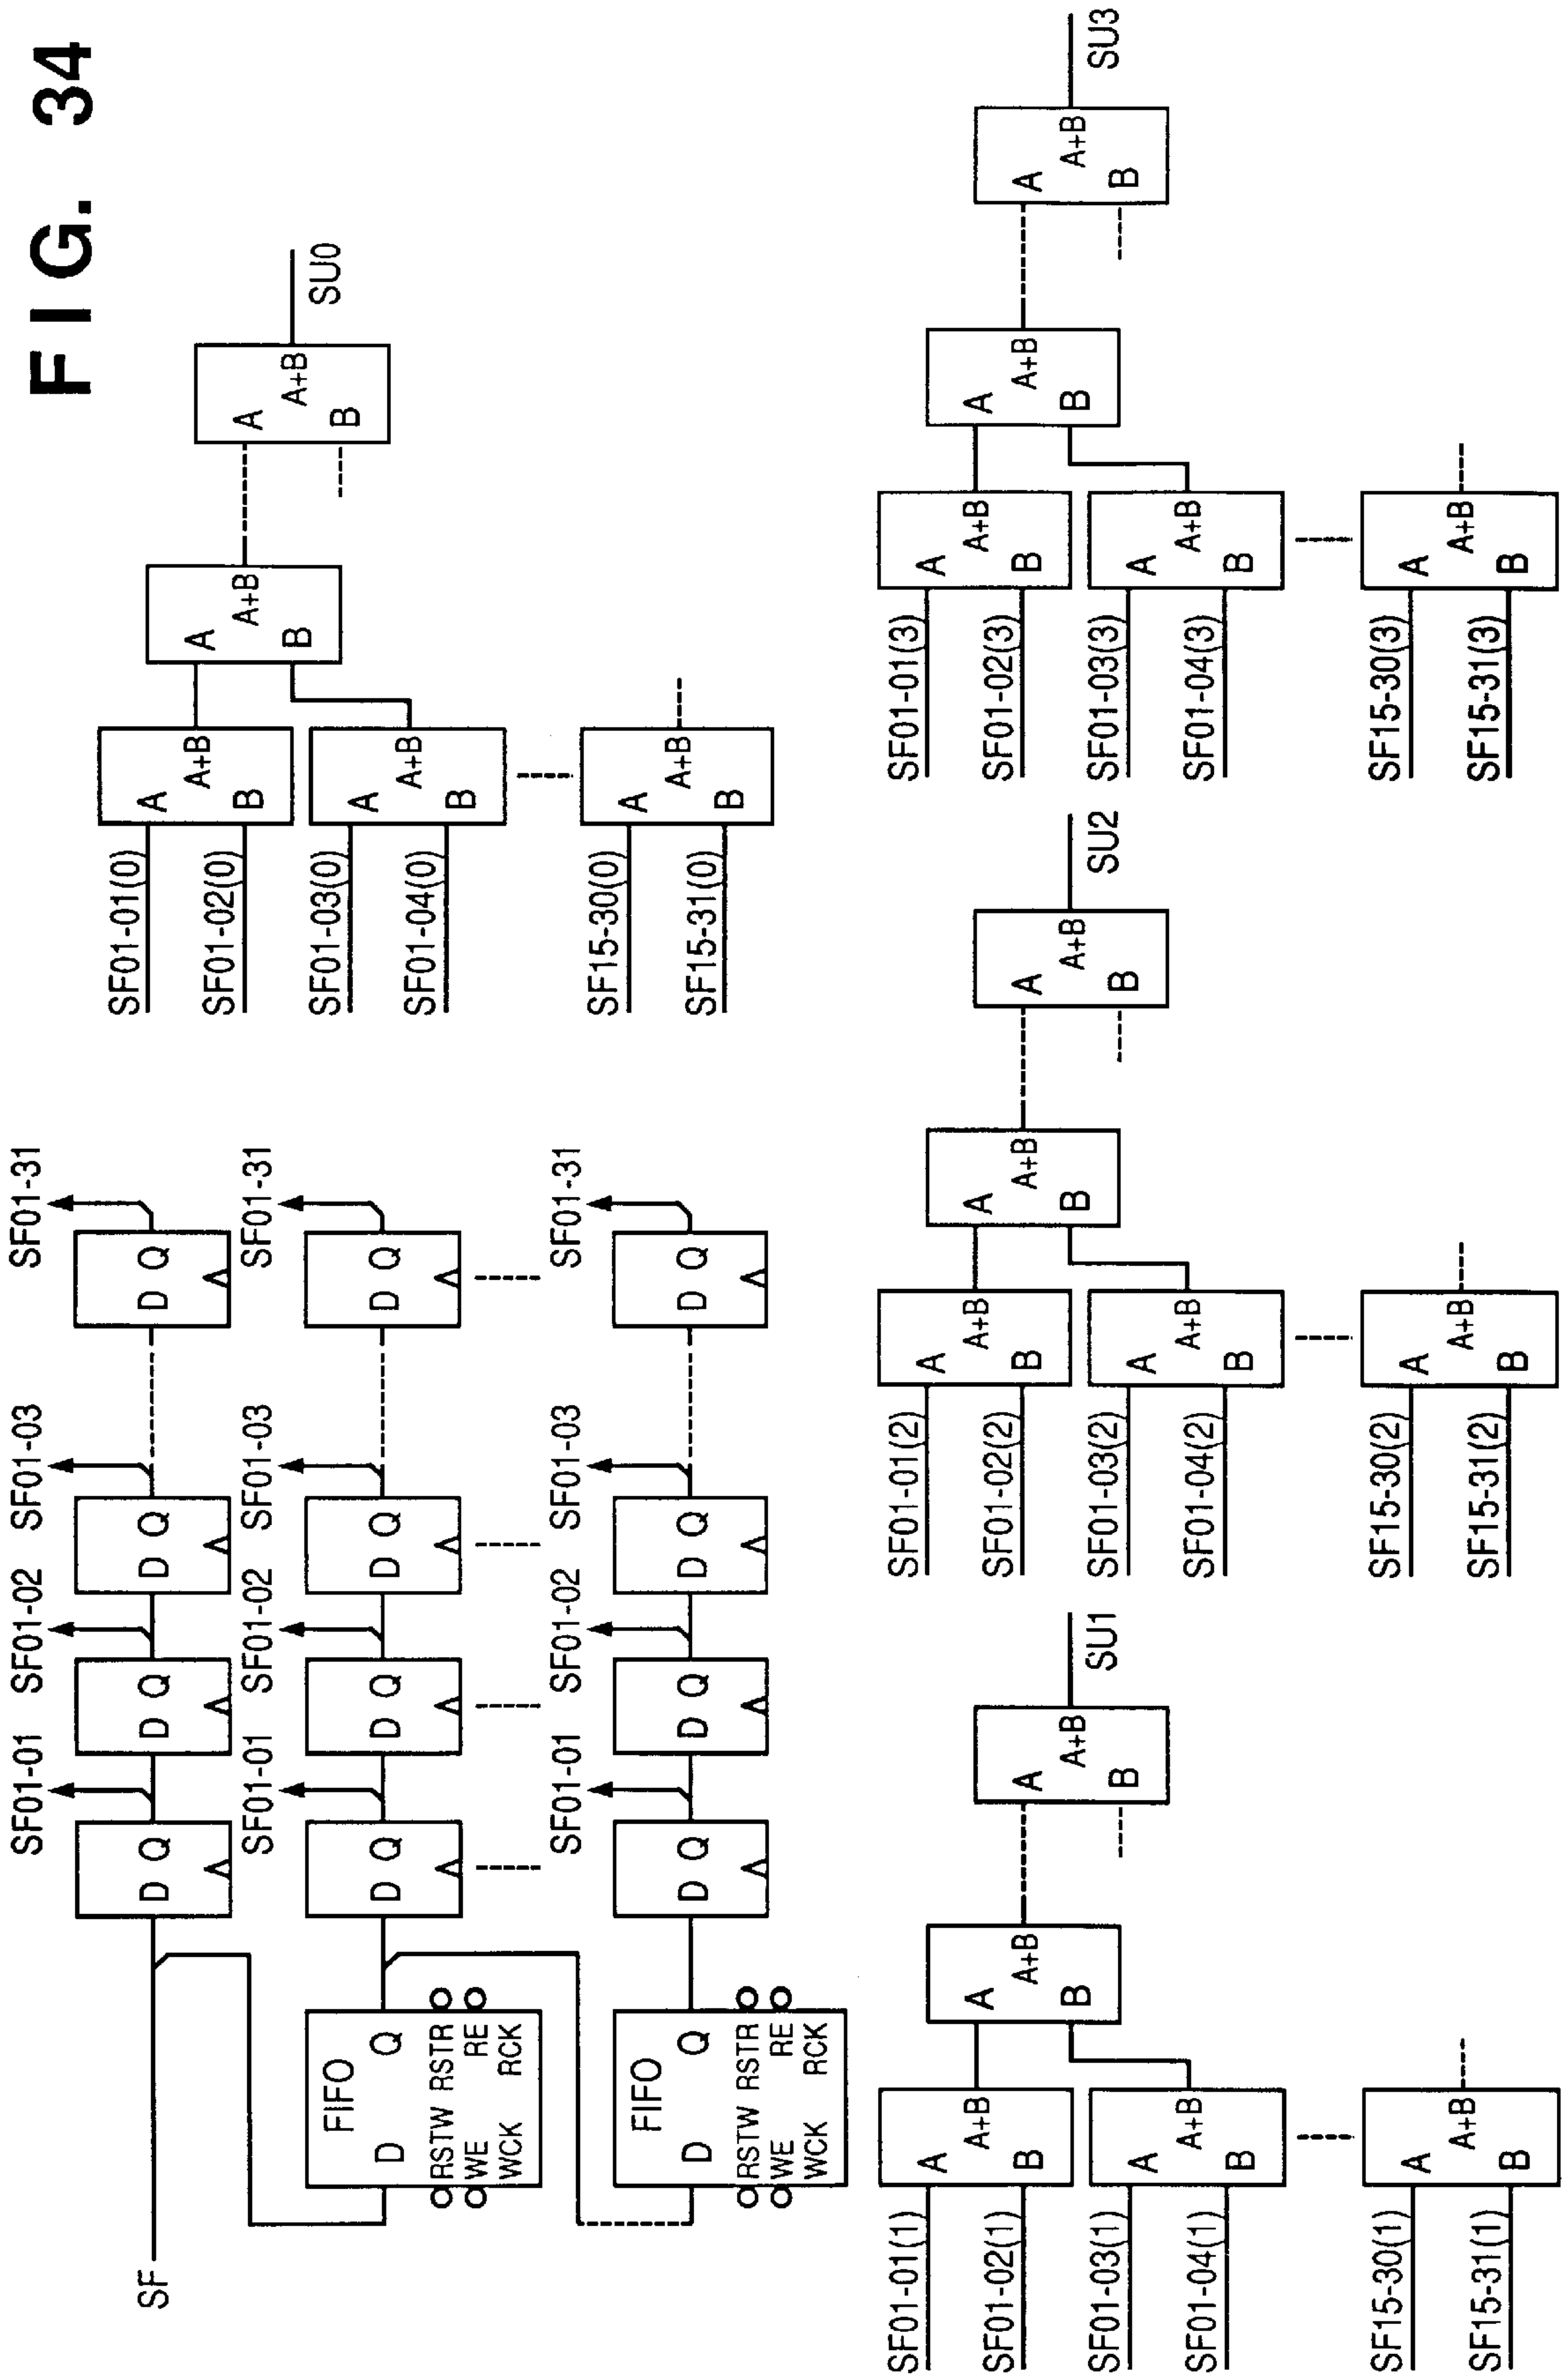 FIG. 34
SF01-01 SF01-02 SF01-03 SF01-31
SF
D Q D Q D Q D Q
SF01-01 SF01-02 SF01-03 SF01-31
FIFO
D Q
D Q D Q D Q D Q
RSTW RSTR
WE RE
WCK RCK
SF01-01 SF01-02 SF01-03 SF01-31
FIFO
D Q
D Q D Q D Q D Q
RSTW RSTR
WE RE
WCK RCK
SF01-01(0)
A
A+B
SF01-02(0)
B
A
A+B
B
SF01-03(0)
A
A+B
SF01-04(0)
B
A
A+B
B
SU0
SF15-30(0)
A
A+B
SF15-31(0)
B
SF01-01(1)
A
A+B
SF01-02(1)
B
A
A+B
B
SF01-03(1)
A
A+B
SF01-04(1)
B
A
A+B
B
SU1
SF15-30(1)
A
A+B
SF15-31(1)
B
SF01-01(2)
A
A+B
SF01-02(2)
B
A
A+B
B
SF01-03(2)
A
A+B
SF01-04(2)
B
A
A+B
B
SU2
SF15-30(2)
A
A+B
SF15-31(2)
B
SF01-01(3)
A
A+B
SF01-02(3)
B
A
A+B
B
SF01-03(3)
A
A+B
SF01-04(3)
B
A
A+B
B
SU3
SF15-30(3)
A
A+B
SF15-31(3)
B